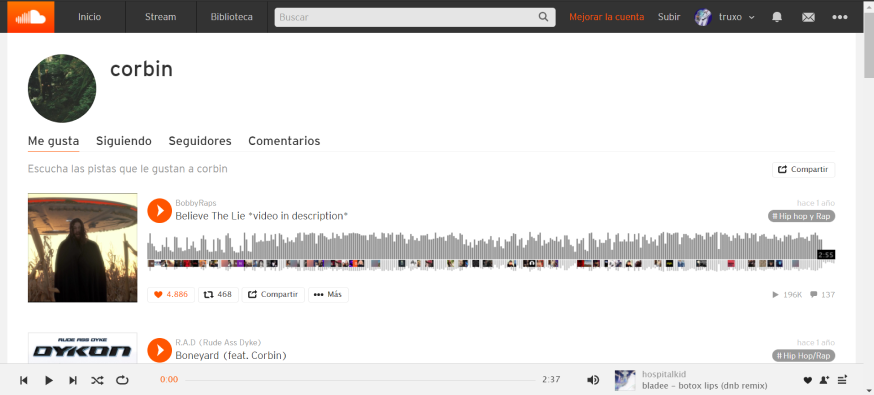 Inicio Stream Biblioteca Buscar Mejorar la cuenta Subir truxo
corbin
Me gusta Siguiendo Seguidores Comentarios
Escucha las pistas que le gustan a corbin Compartir
BobbyRaps hace 1 año
Believe The Lie *video in description* # Hip hop y Rap
2:55
4,886 468 Compartir Más 196K 137
RUDE ASS DYKE
DYKON
R.A.D (Rude Ass Dyke) hace 1 año
Boneyard (feat. Corbin) # Hip Hop/Rap
0:00 2:37
hospitalkid
bladee – botox lips (dnb remix)